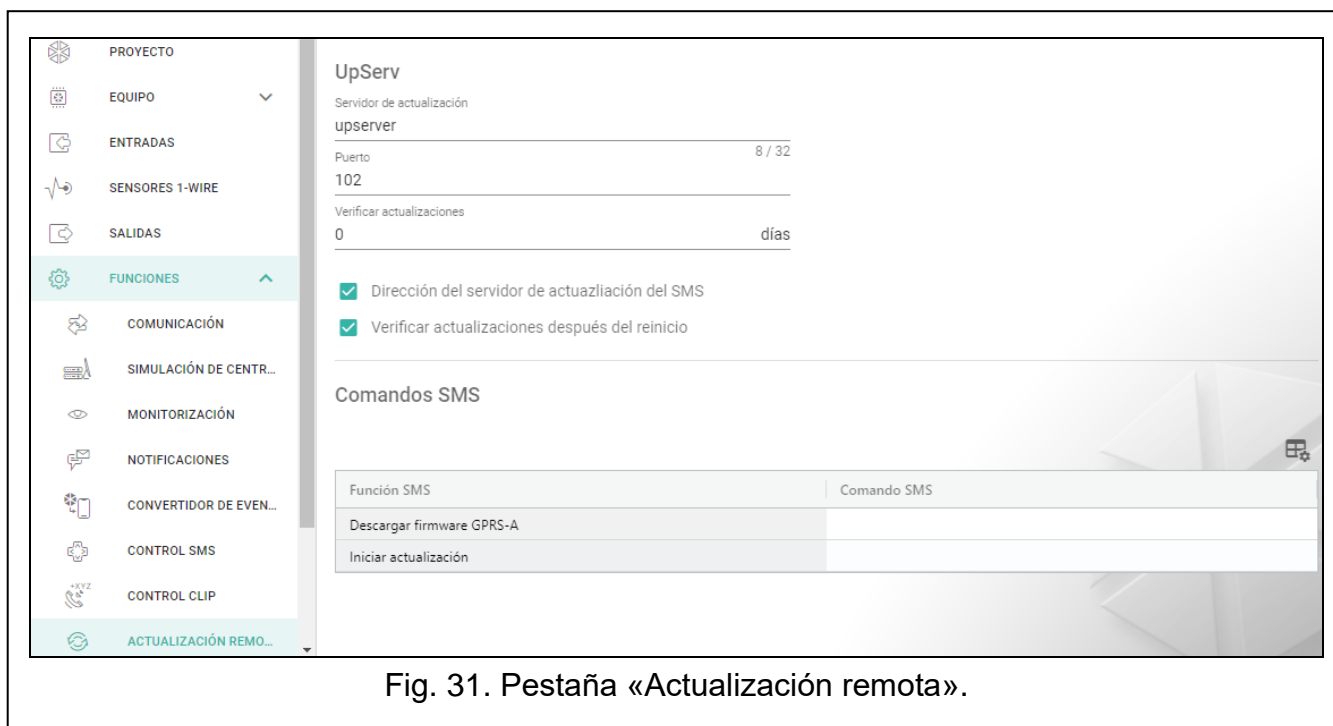 PROYECTO
EQUIPO
ENTRADAS
SENSORES 1-WIRE
SALIDAS
FUNCIONES
COMUNICACIÓN
SIMULACIÓN DE CENTR...
MONITORIZACIÓN
NOTIFICACIONES
CONVERTIDOR DE EVEN...
CONTROL SMS
+XYZ
CONTROL CLIP
ACTUALIZACIÓN REMO...
UpServ
Servidor de actualización
upserver
8 / 32
Puerto
102
Verificar actualizaciones
0 días
Dirección del servidor de actuazliación del SMS
Verificar actualizaciones después del reinicio
Comandos SMS
Función SMS Comando SMS
Descargar firmware GPRS-A
Iniciar actualización
Fig. 31. Pestaña «Actualización remota».